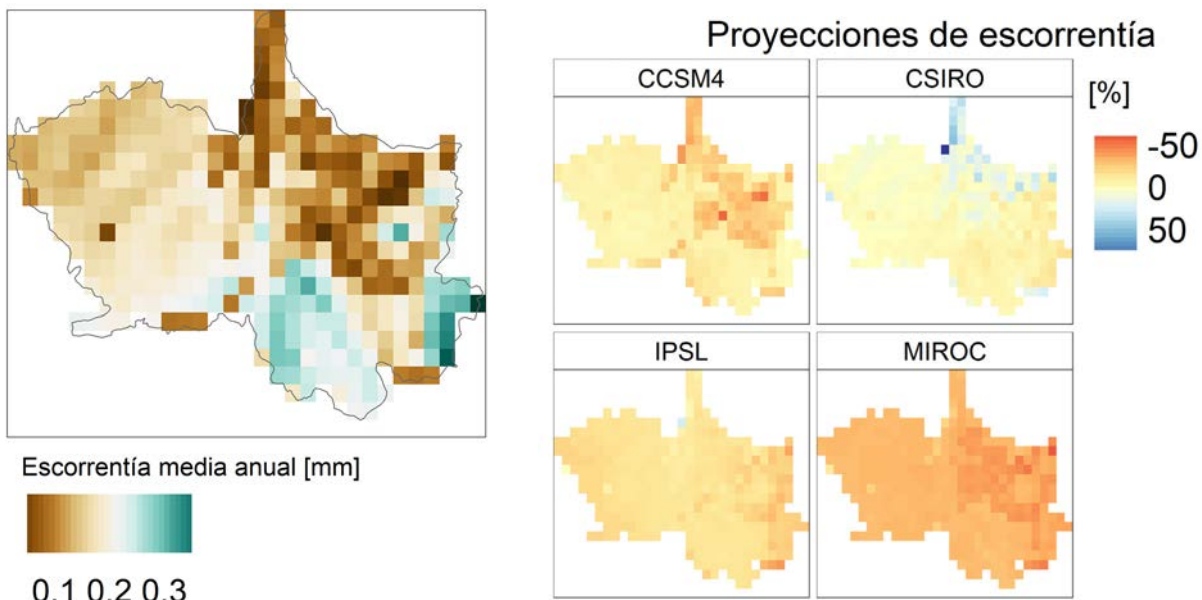 Escorrentía media anual [mm]
0.1 0.2 0.3
Proyecciones de escorrentía
CCSM4
CSIRO
[%]
-50
0
50
IPSL
MIROC